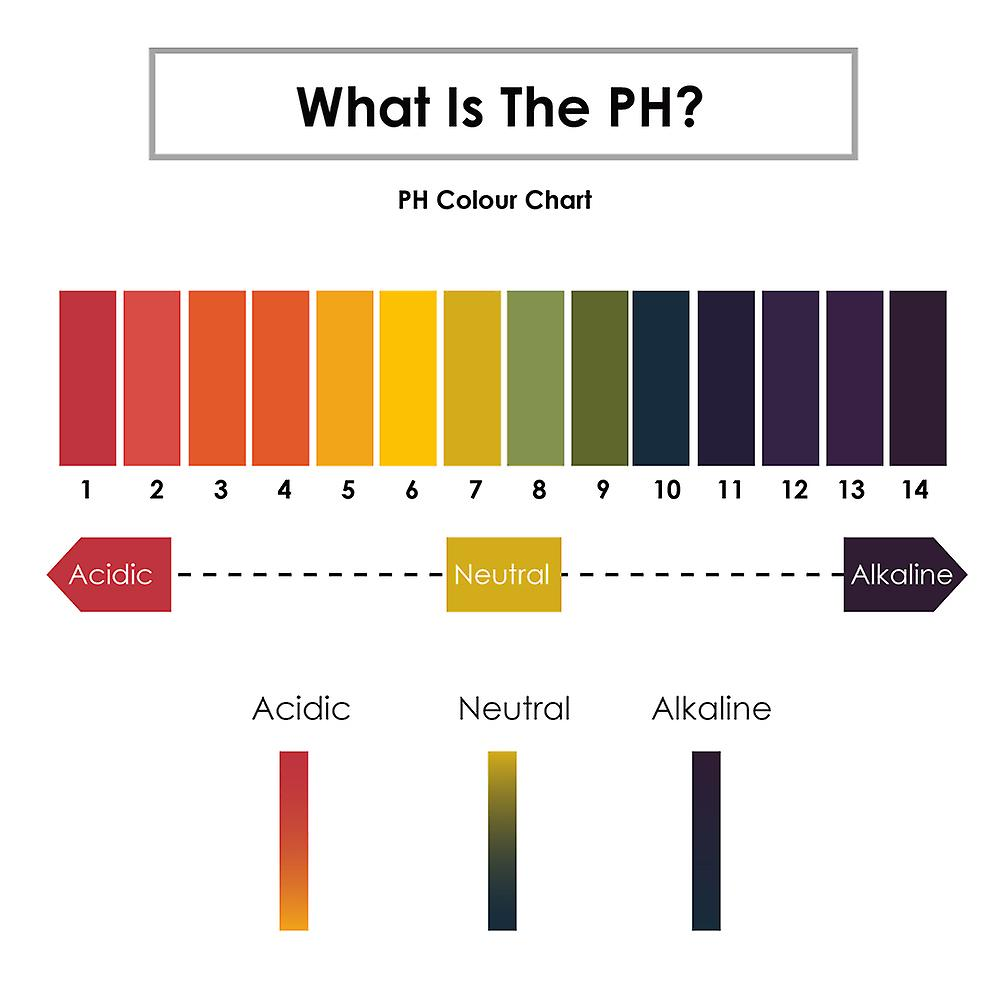 What Is The PH?
PH Colour Chart
1 2 3 4 5 6 7 8 9 10 11 12 13 14
Acidic Neutral Alkaline
Acidic Neutral Alkaline